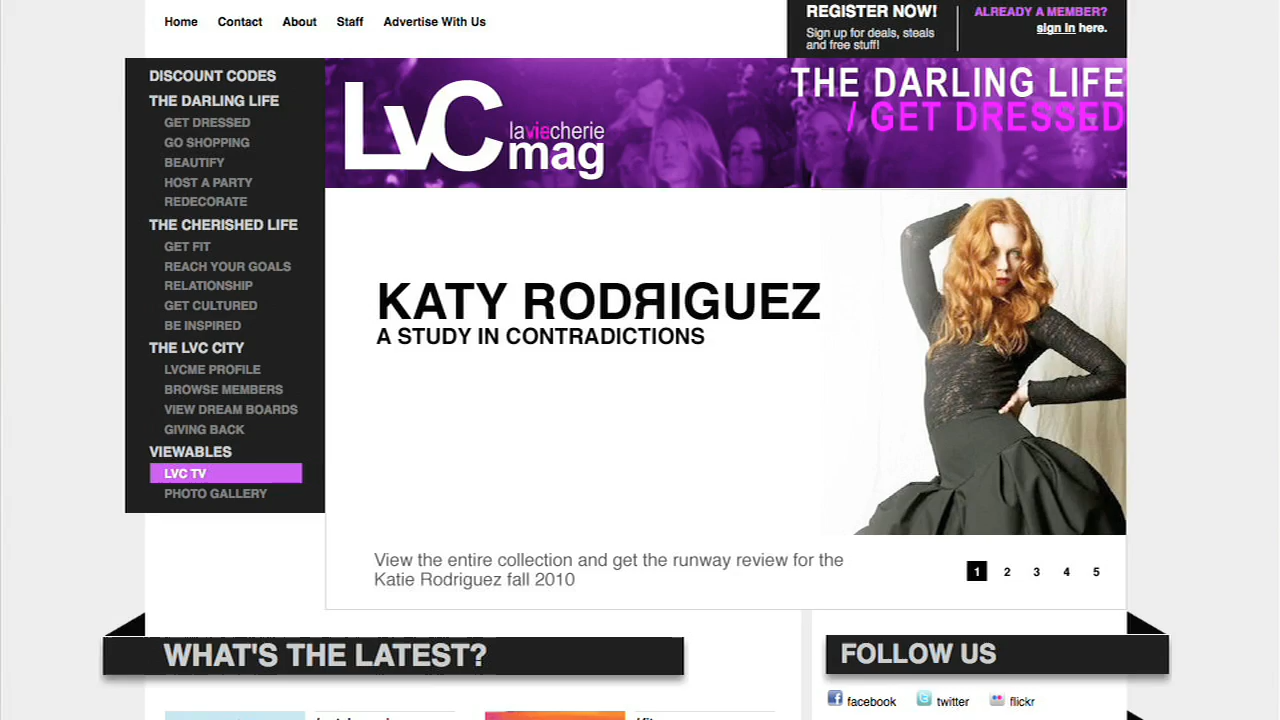 Home Contact About Staff Advertise With Us
REGISTER NOW!
Sign up for deals, steals
and free stuff!
ALREADY A MEMBER?
sign in here.
DISCOUNT CODES
THE DARLING LIFE
GET DRESSED
GO SHOPPING
BEAUTIFY
HOST A PARTY
REDECORATE
THE CHERISHED LIFE
GET FIT
REACH YOUR GOALS
RELATIONSHIP
GET CULTURED
BE INSPIRED
THE LVC CITY
LVCME PROFILE
BROWSE MEMBERS
VIEW DREAM BOARDS
GIVING BACK
VIEWABLES
LVC TV
PHOTO GALLERY
LvC
laviecherie
mag
THE DARLING LIFE
/ GET DRESSED
KATY RODЯIGUEZ
A STUDY IN CONTRADICTIONS
View the entire collection and get the runway review for the
Katie Rodriguez fall 2010
1 2 3 4 5
WHAT'S THE LATEST?
FOLLOW US
facebook twitter flickr